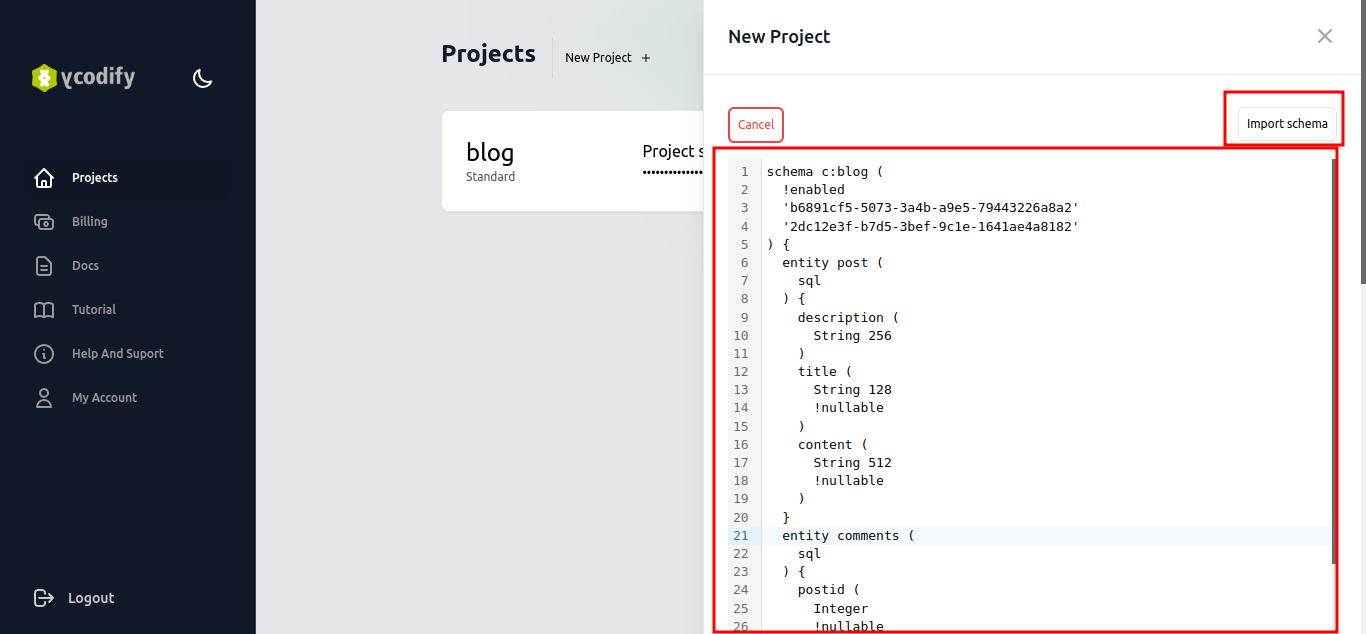 ycodify
Projects
Billing
Docs
Tutorial
Help And Suport
My Account
Logout
Projects
New Project +
blog
Standard
Project s
••••••••••••••
New Project
Cancel
Import schema
1 schema c:blog (
2 !enabled
3 'b6891cf5-5073-3a4b-a9e5-79443226a8a2'
4 '2dc12e3f-b7d5-3bef-9c1e-1641ae4a8182'
5 ) {
6 entity post (
7 sql
8 ) {
9 description (
10 String 256
11 )
12 title (
13 String 128
14 !nullable
15 )
16 content (
17 String 512
18 !nullable
19 )
20 }
21 entity comments (
22 sql
23 ) {
24 postid (
25 Integer
26 !nullable